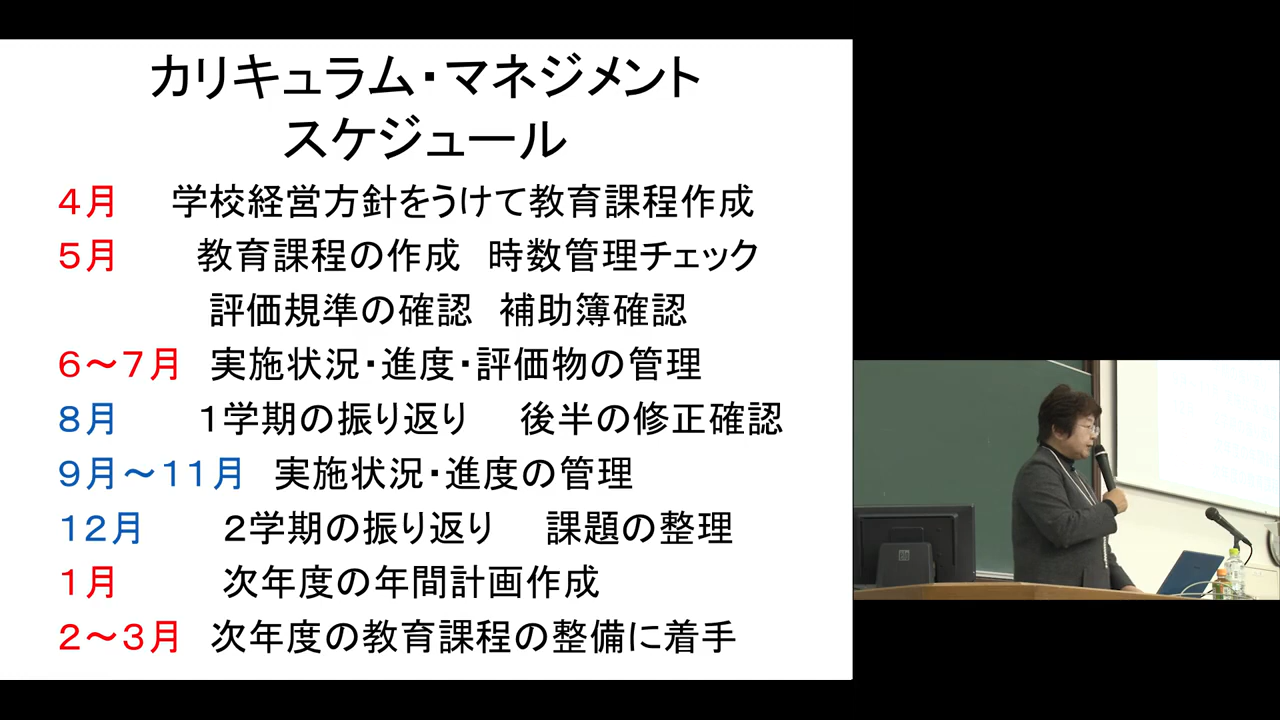 カリキュラム・マネジメント
スケジュール
４月　学校経営方針をうけて教育課程作成
５月　教育課程の作成　時数管理チェック
評価規準の確認　補助簿確認
６～７月　実施状況・進度・評価物の管理
８月　１学期の振り返り　後半の修正確認
９月～１１月　実施状況・進度の管理
１２月　２学期の振り返り　課題の整理
１月　次年度の年間計画作成
２～３月　次年度の教育課程の整備に着手